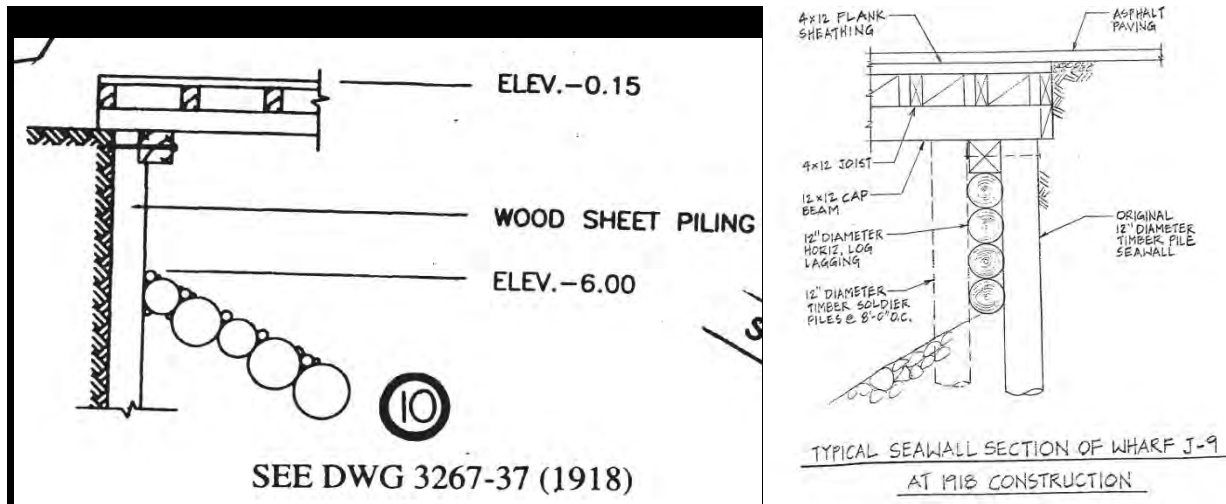 ELEV.-0.15
WOOD SHEET PILING
ELEV.-6.00
10
SEE DWG 3267-37 (1918)
4x12 FLANK
SHEATHING
ASPHALT
PAVING
4x12 JOIST
12x12 CAP
BEAM
12" DIAMETER
HORIZ. LOG
LAGGING
12" DIAMETER
TIMBER SOLDIER
PILES @ 8'-0" O.C.
ORIGINAL
12" DIAMETER
TIMBER PILE
SEAWALL
TYPICAL SEAWALL SECTION OF WHARF J-9
AT 1918 CONSTRUCTION